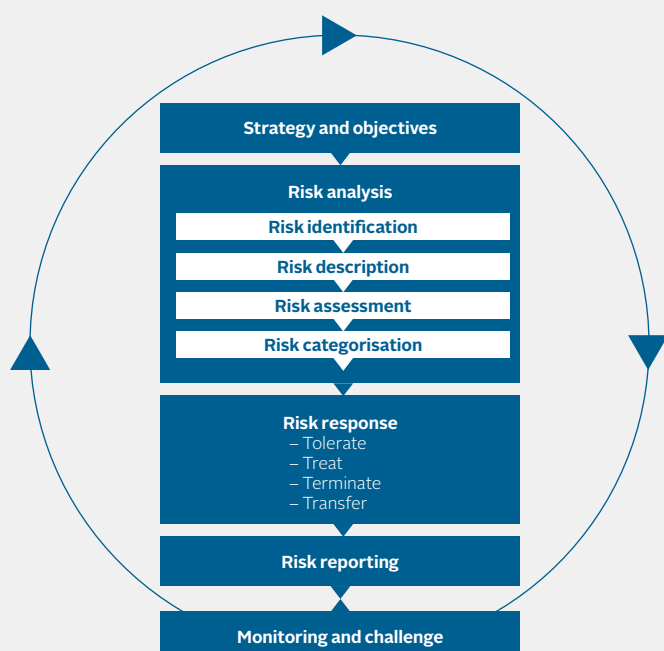 Strategy and objectives
Risk analysis
Risk identification
Risk description
Risk assessment
Risk categorisation
Risk response
– Tolerate
– Treat
– Terminate
– Transfer
Risk reporting
Monitoring and challenge